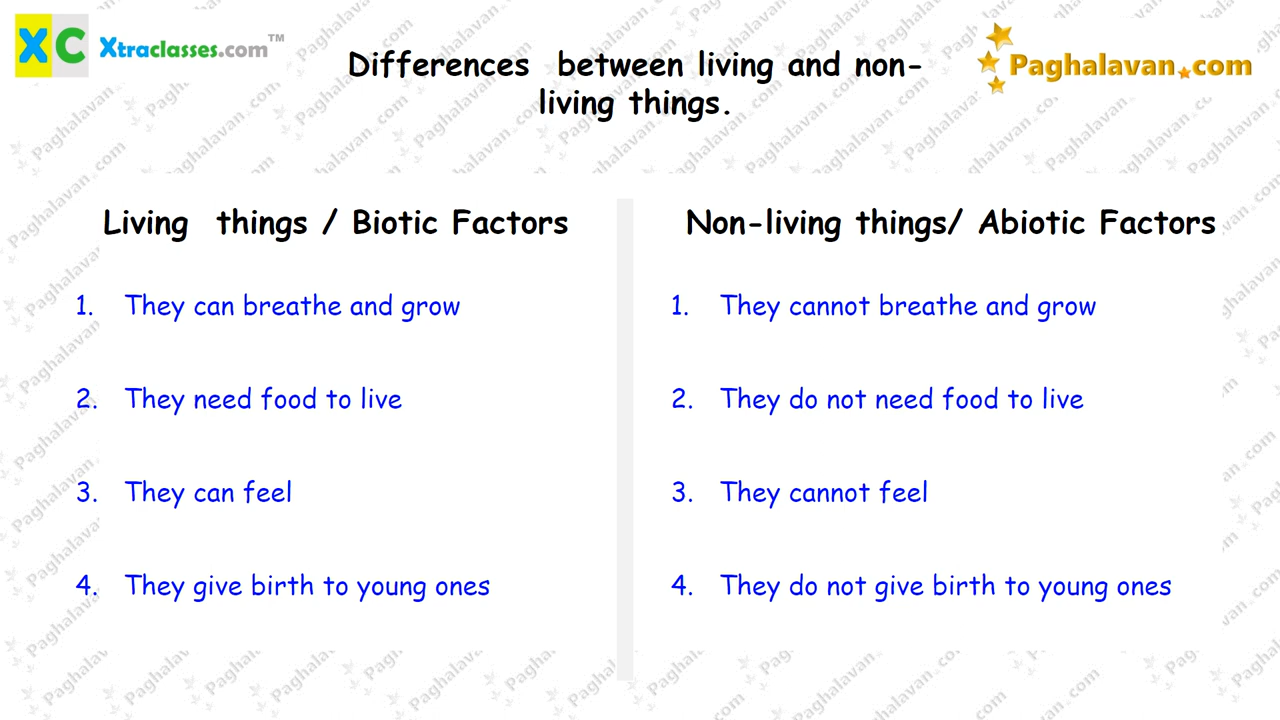 XC Xtraclasses.com™
Paghalavan.com
Differences between living and non-
living things.
Living things / Biotic Factors
1. They can breathe and grow
2. They need food to live
3. They can feel
4. They give birth to young ones
Non-living things/ Abiotic Factors
1. They cannot breathe and grow
2. They do not need food to live
3. They cannot feel
4. They do not give birth to young ones